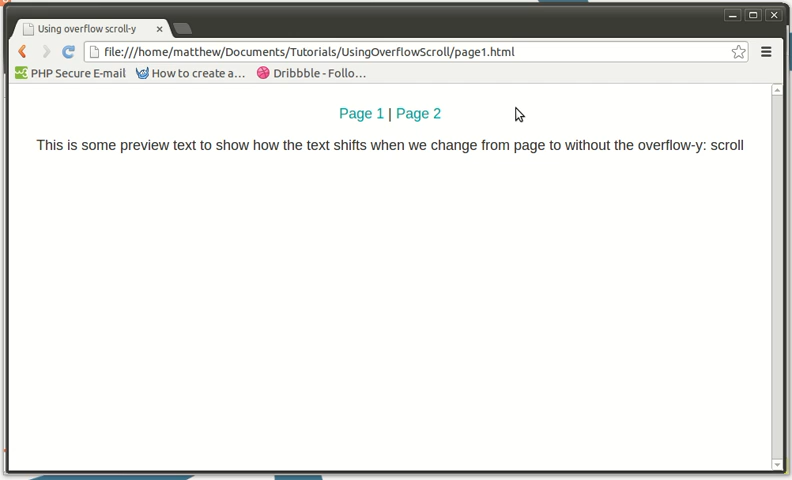 Using overflow scroll-y
file:///home/matthew/Documents/Tutorials/UsingOverflowScroll/page1.html
PHP Secure E-mail How to create a… Dribbble - Follo…
Page 1 | Page 2
This is some preview text to show how the text shifts when we change from page to without the overflow-y: scroll